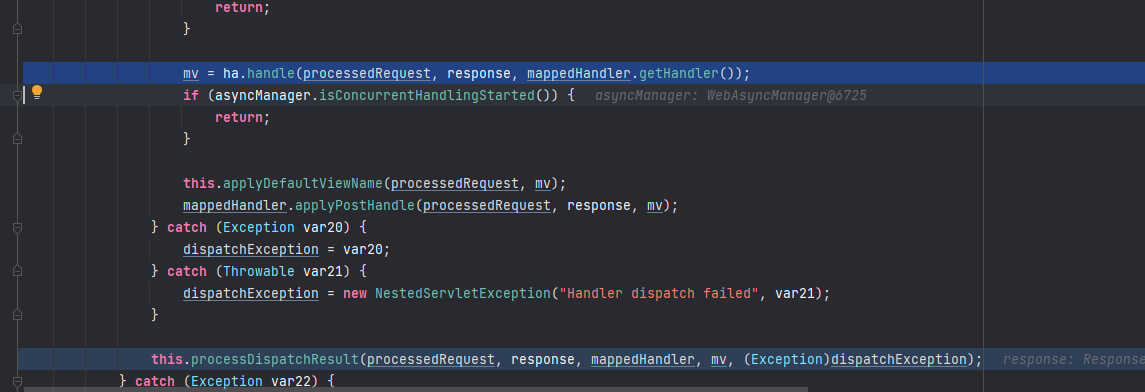 return;
}
mv = ha.handle(processedRequest, response, mappedHandler.getHandler());
if (asyncManager.isConcurrentHandlingStarted()) { asyncManager: WebAsyncManager@6725
return;
}
this.applyDefaultViewName(processedRequest, mv);
mappedHandler.applyPostHandle(processedRequest, response, mv);
} catch (Exception var20) {
dispatchException = var20;
} catch (Throwable var21) {
dispatchException = new NestedServletException("Handler dispatch failed", var21);
}
this.processDispatchResult(processedRequest, response, mappedHandler, mv, (Exception)dispatchException); response: Response
} catch (Exception var22) {